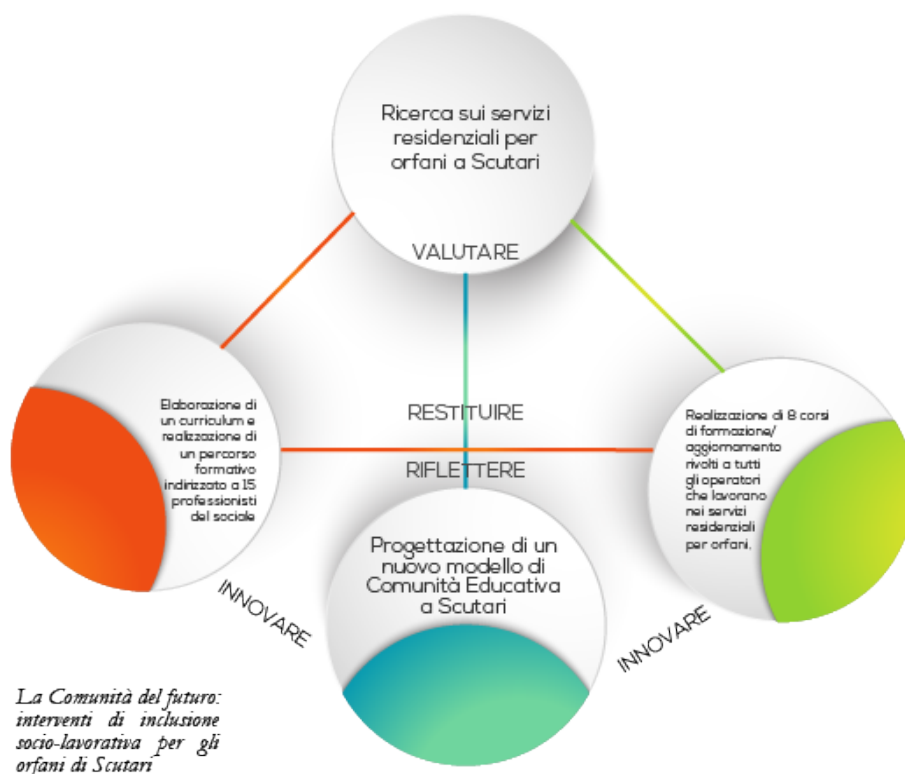 Ricerca sui servizi
residenziali per
orfani a Scutari
VALUTARE
Elaborazione di
un curriculum e
realizzazione di
un percorso
formativo
indirizzato a 15
professionisti
del sociale
RESTITUIRE
RIFLETTERE
Realizzazione di 8 corsi
di formazione/
aggiornamento
rivolti a tutti
gli operatori
che lavorano
nei servizi
residenziali
per orfani.
Progettazione di un
nuovo modello di
Comunità Educativa
a Scutari
INNOVARE
INNOVARE
La Comunità del futuro:
interventi di inclusione
socio-lavorativa per gli
orfani di Scutari